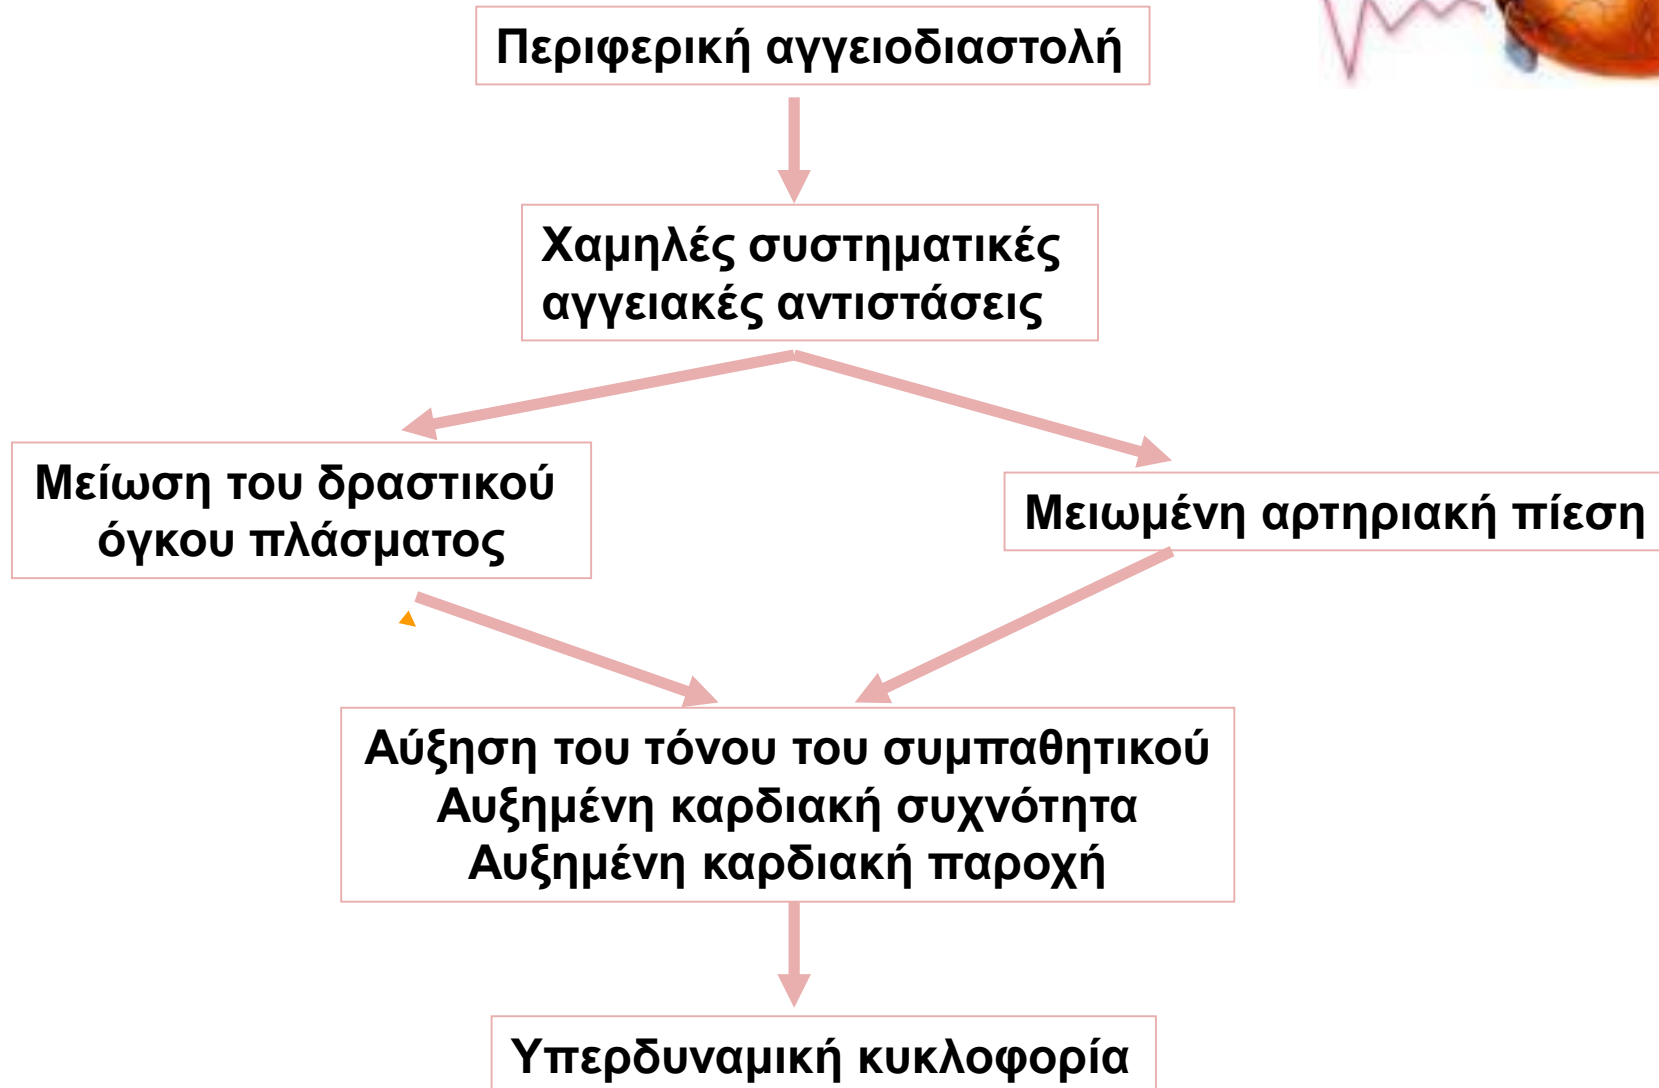 Περιφερική αγγειοδιαστολή
Χαμηλές συστηματικές
αγγειακές αντιστάσεις
Μείωση του δραστικού
όγκου πλάσματος
Μειωμένη αρτηριακή πίεση
Αύξηση του τόνου του συμπαθητικού
Αυξημένη καρδιακή συχνότητα
Αυξημένη καρδιακή παροχή
Υπερδυναμική κυκλοφορία